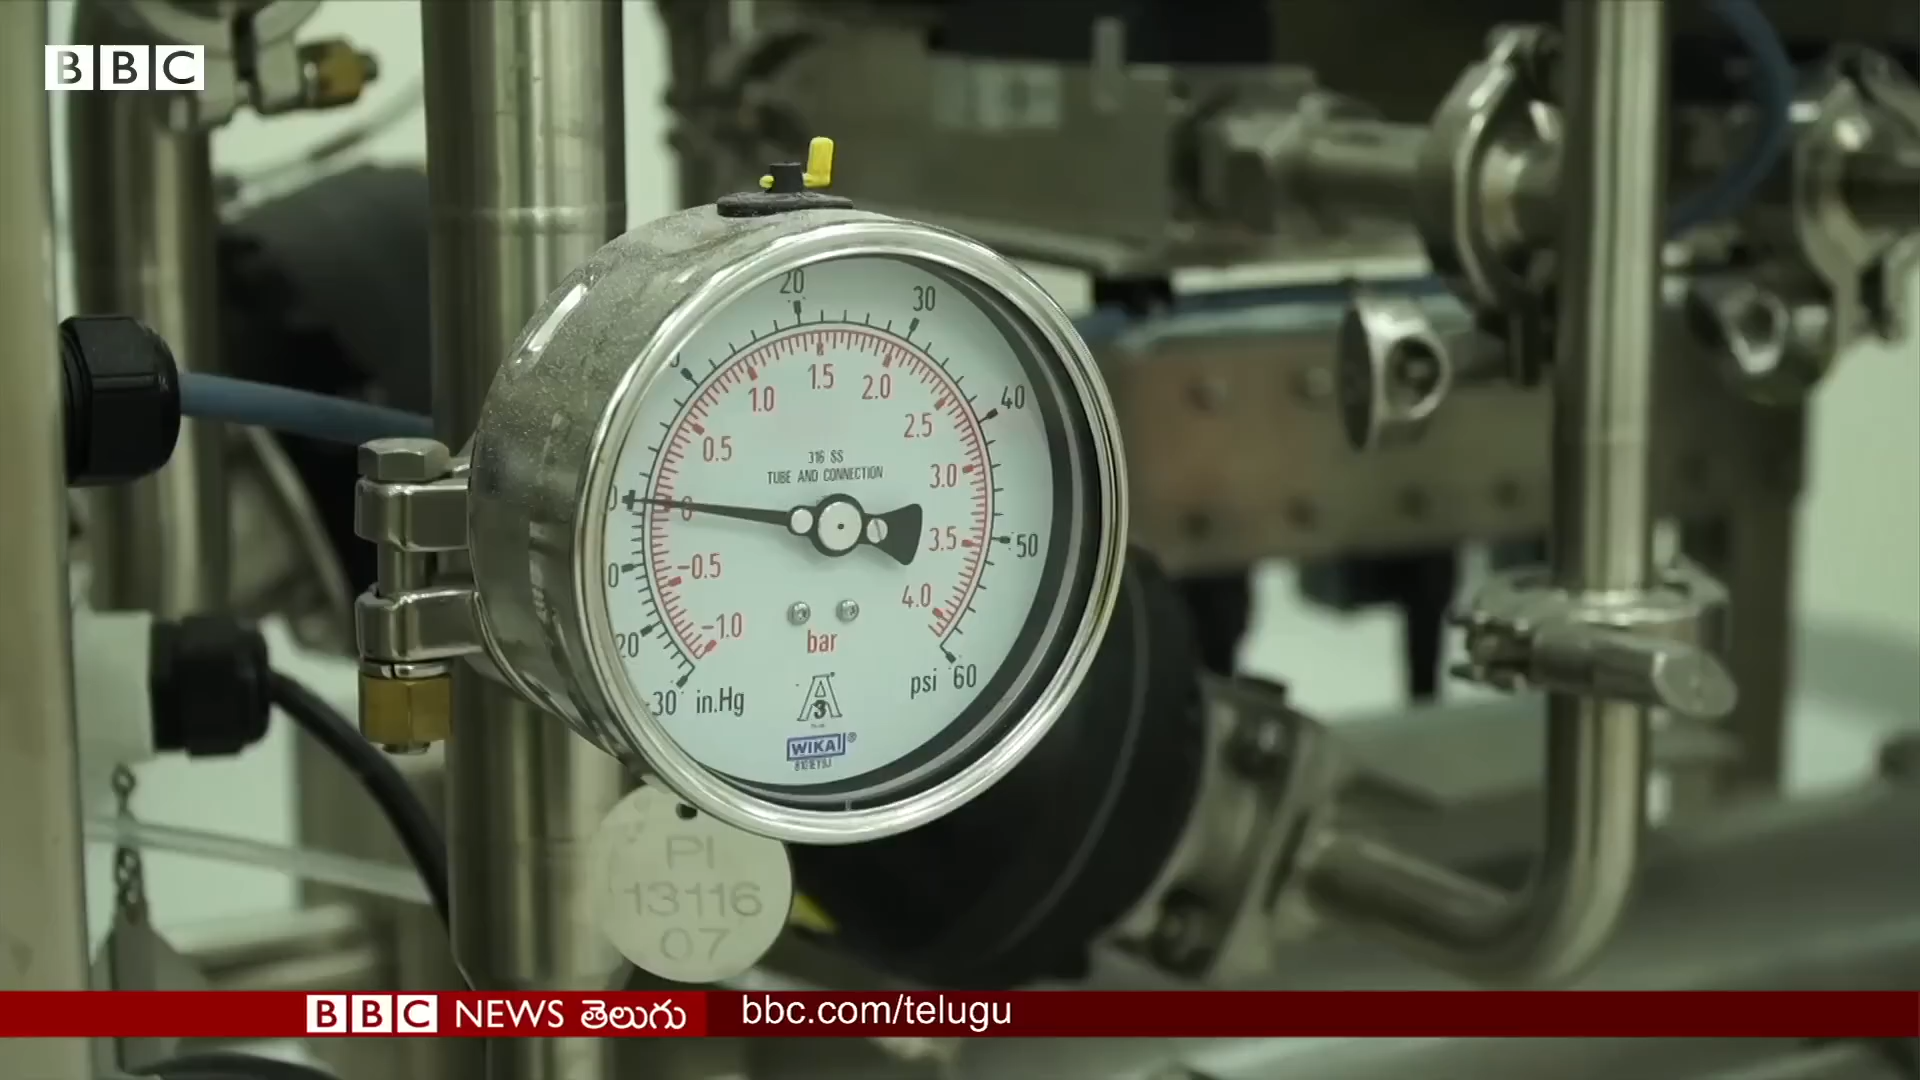 BBC
20
30
40
50
psi 60
1.0
1.5
2.0
0.5
2.5
3.0
0
3.5
-0.5
4.0
-1.0
20
30 in.Hg
316 SS
TUBE AND CONNECTION
bar
A
3
WIKA®
PI
13116
07
BBC NEWS తెలుగు bbc.com/telugu